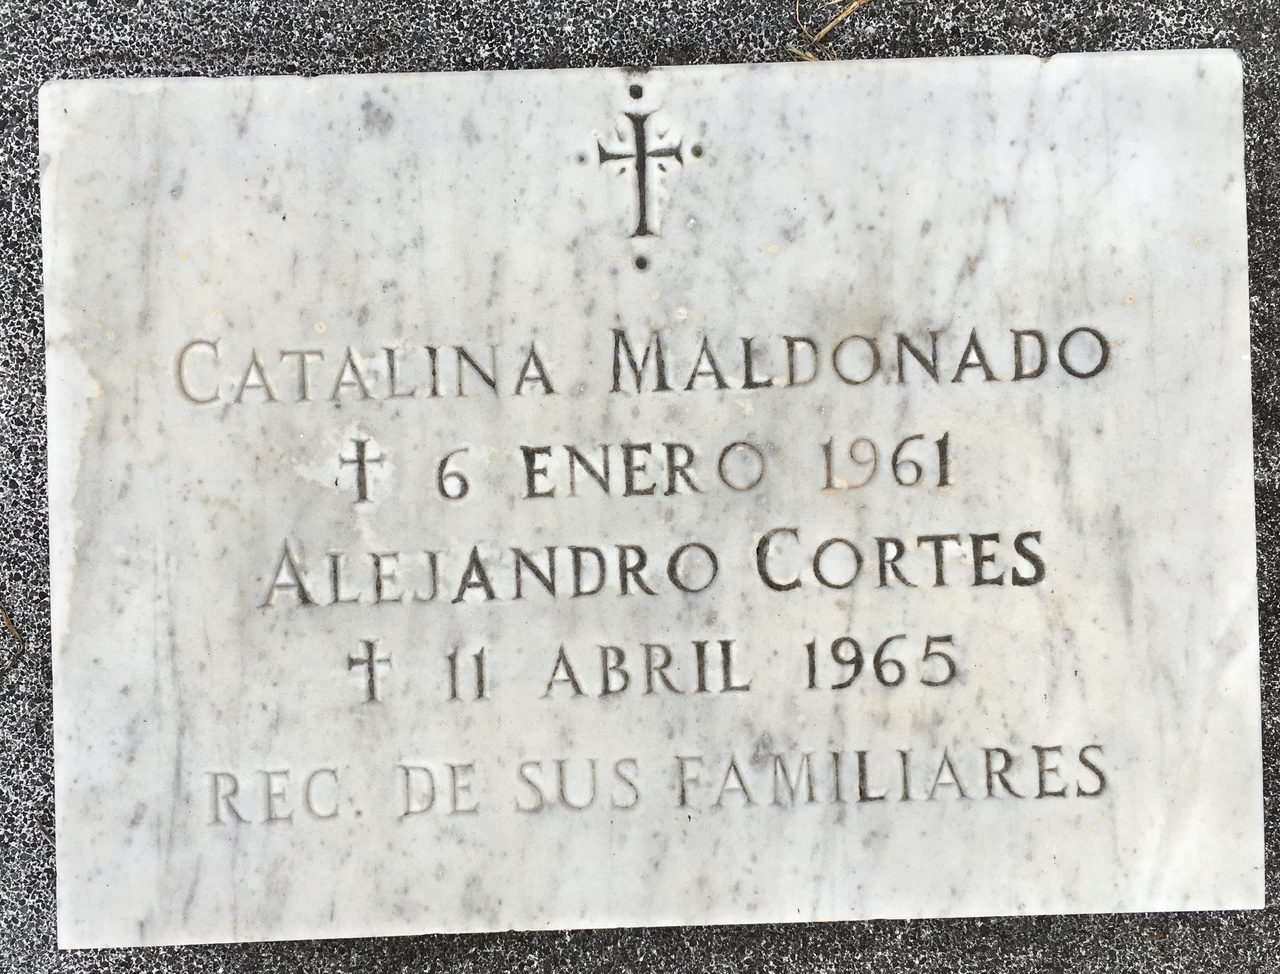 CATALINA MALDONADO
† 6 ENERO 1961
ALEJANDRO CORTES
† 11 ABRIL 1965
REC. DE SUS FAMILIARES